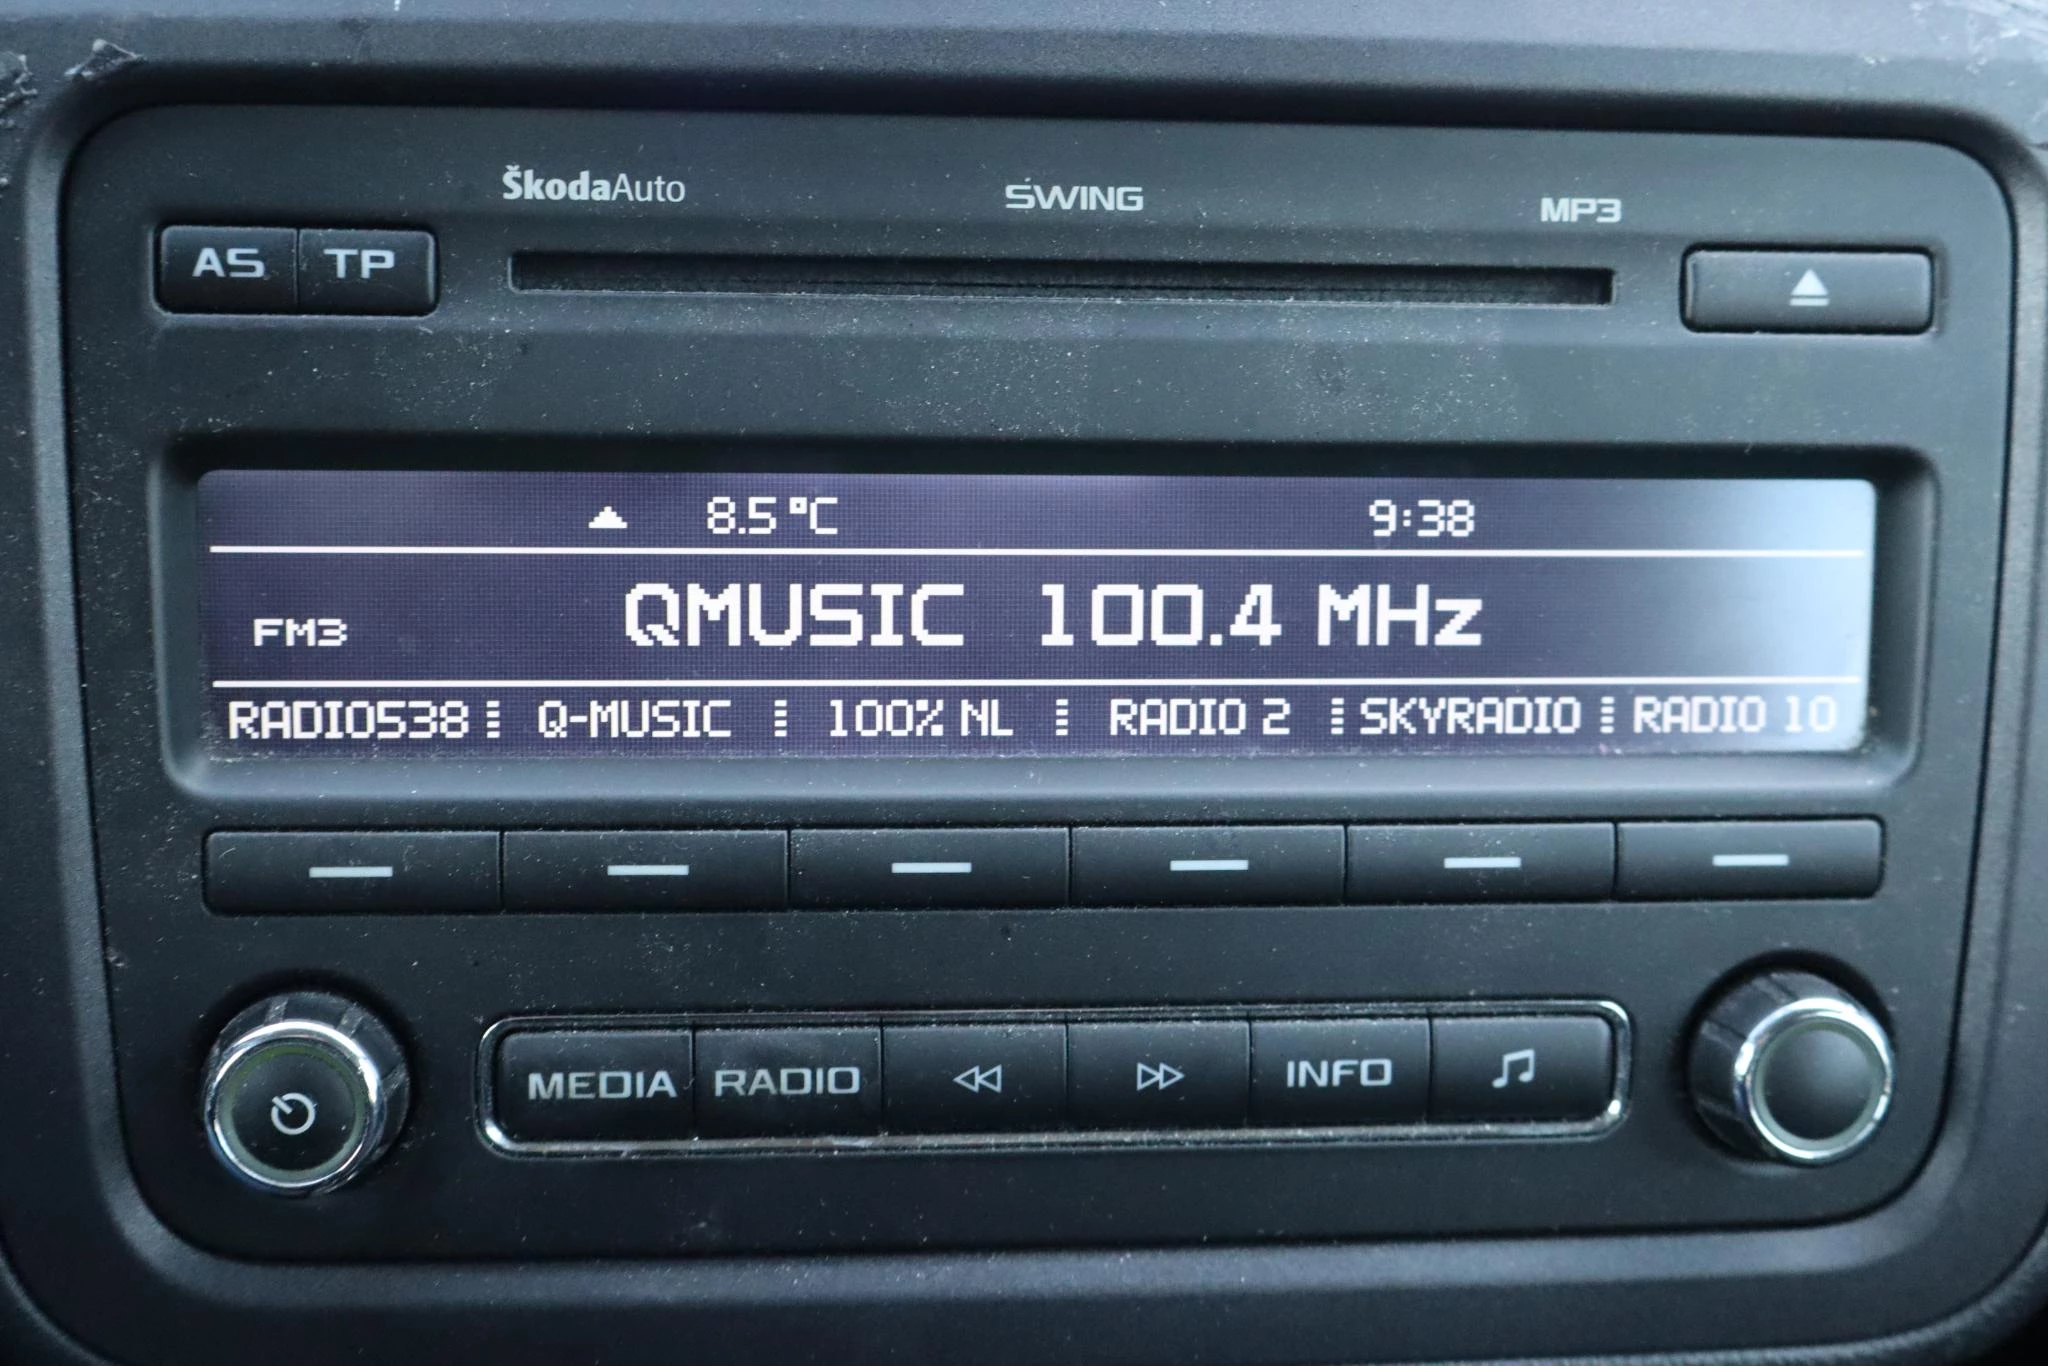 ŠkodaAuto SWING MP3
AS TP
8.5 °C 9:38
FM3 QMUSIC 100.4 MHz
RADIO538 Q-MUSIC 100% NL RADIO 2 SKYRADIO RADIO 10
MEDIA RADIO INFO